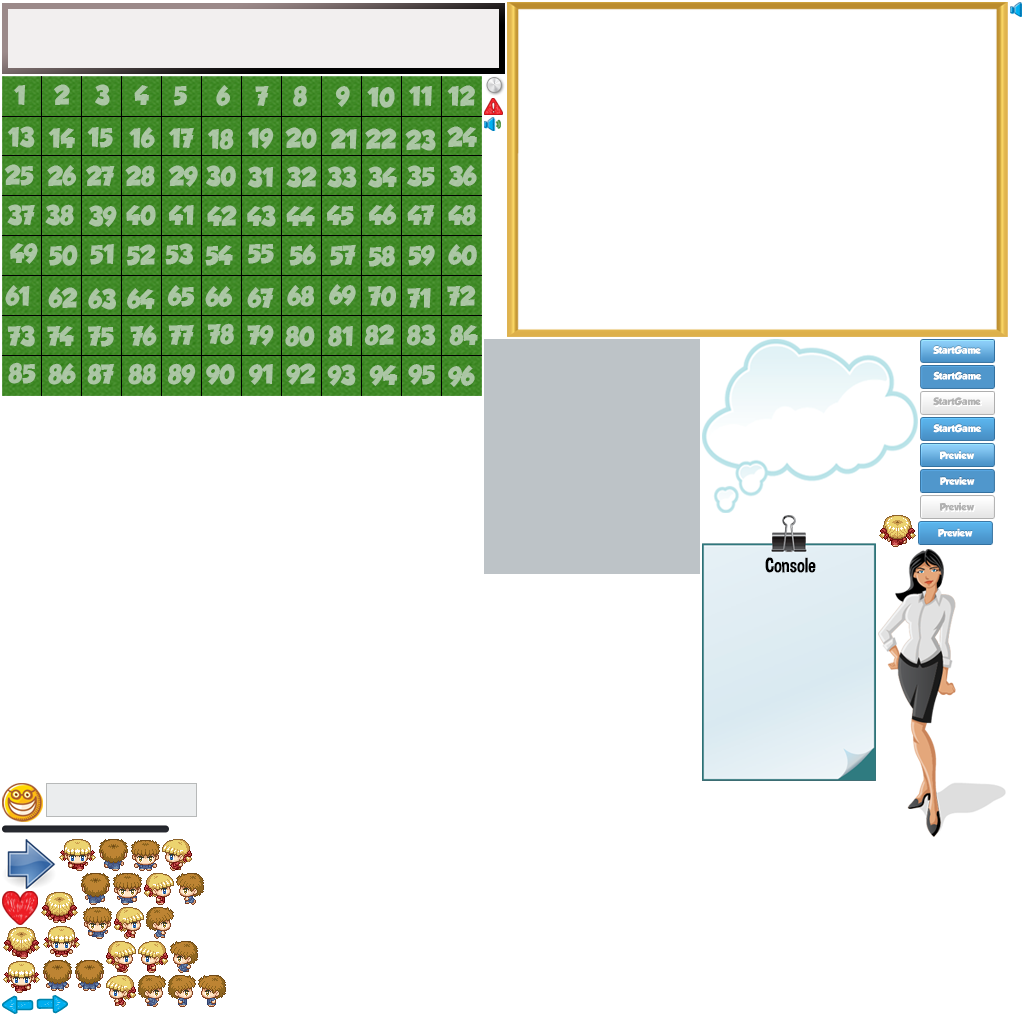 1 2 3 4 5 6 7 8 9 10 11 12
13 14 15 16 17 18 19 20 21 22 23 24
25 26 27 28 29 30 31 32 33 34 35 36
37 38 39 40 41 42 43 44 45 46 47 48
49 50 51 52 53 54 55 56 57 58 59 60
61 62 63 64 65 66 67 68 69 70 71 72
73 74 75 76 77 78 79 80 81 82 83 84
85 86 87 88 89 90 91 92 93 94 95 96
StartGame
StartGame
StartGame
StartGame
Preview
Preview
Preview
Preview
Console